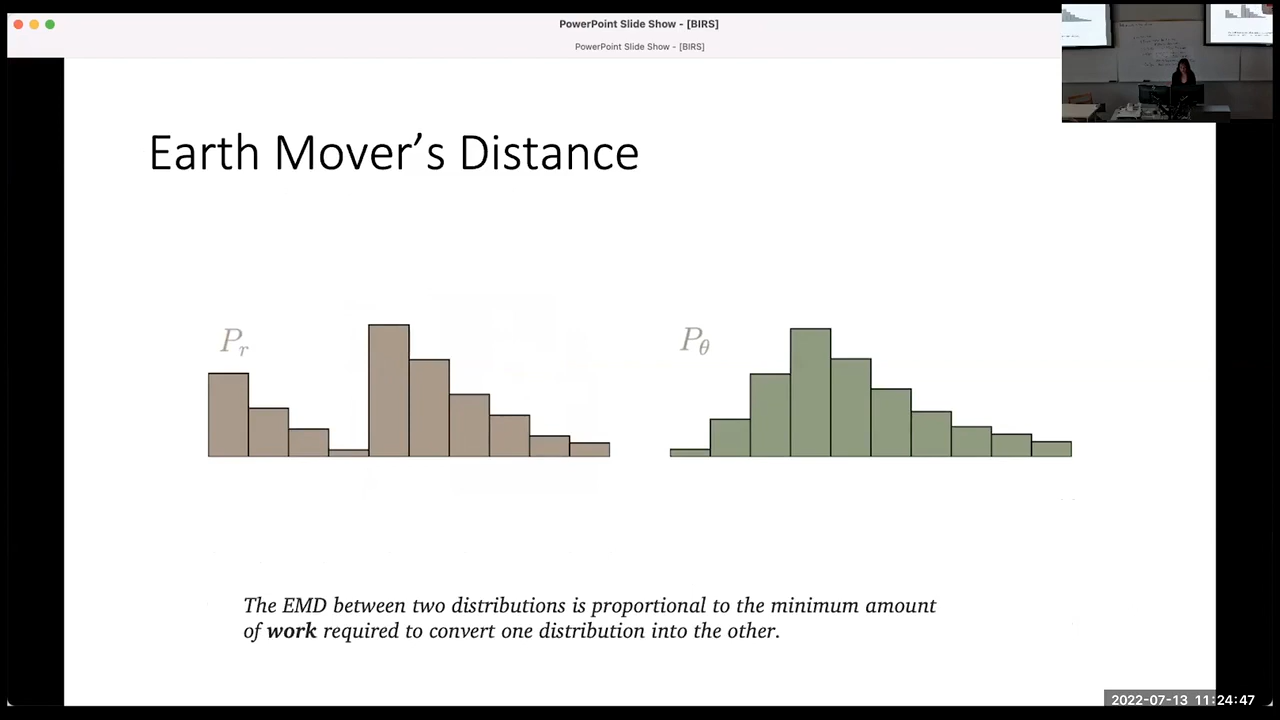 PowerPoint Slide Show - [BIRS]
PowerPoint Slide Show - [BIRS]
Earth Mover’s Distance
P_r
P_θ
The EMD between two distributions is proportional to the minimum amount
of work required to convert one distribution into the other.
2022-07-13 11:24:47